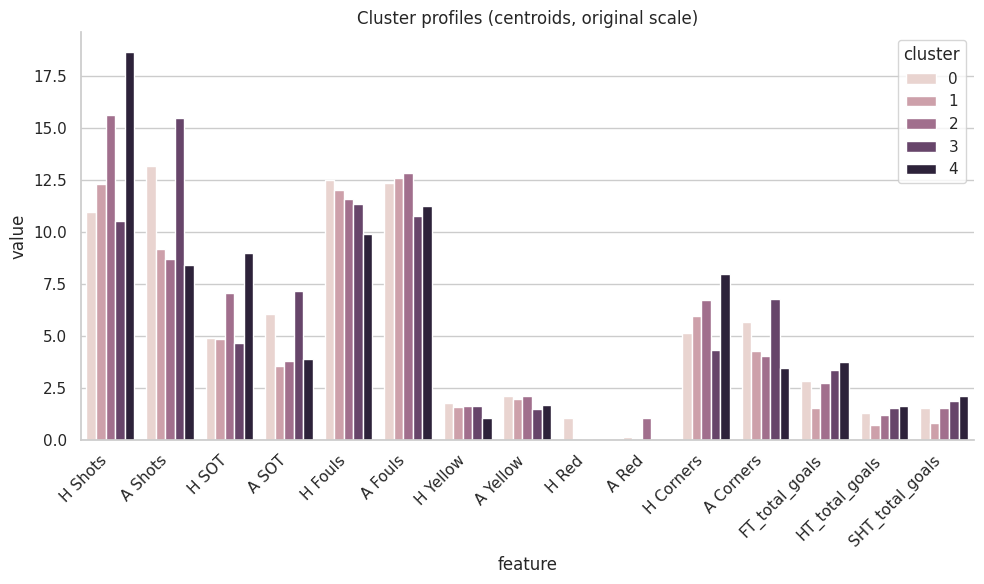 Cluster profiles (centroids, original scale)
cluster
0
1
2
3
4
17.5
15.0
12.5
10.0
7.5
5.0
2.5
0.0
value
H Shots
A Shots
H SOT
A SOT
H Fouls
A Fouls
H Yellow
A Yellow
H Red
A Red
H Corners
A Corners
FT_total_goals
HT_total_goals
SHT_total_goals
feature